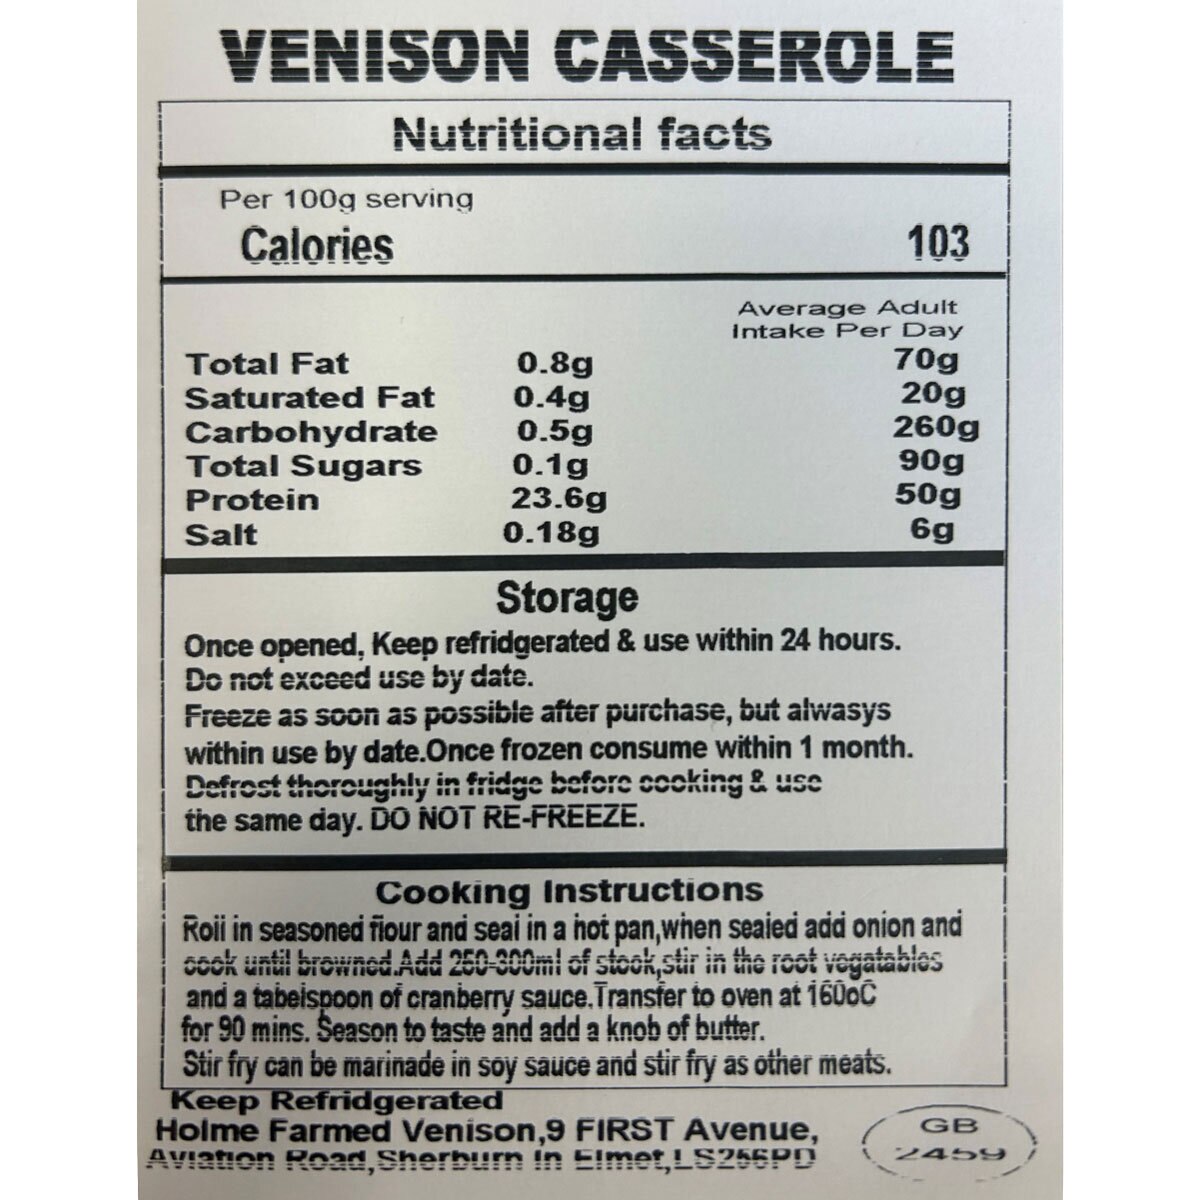 VENISON CASSEROLE
Nutritional facts
Per 100g serving
Calories 103
Average Adult
Intake Per Day
Total Fat 0.8g 70g
Saturated Fat 0.4g 20g
Carbohydrate 0.5g 260g
Total Sugars 0.1g 90g
Protein 23.6g 50g
Salt 0.18g 6g
Storage
Once opened, Keep refridgerated & use within 24 hours.
Do not exceed use by date.
Freeze as soon as possible after purchase, but alwasys
within use by date.Once frozen consume within 1 month.
Defrost thoroughly in fridge before cooking & use
the same day. DO NOT RE-FREEZE.
Cooking Instructions
Roll in seasoned flour and seal in a hot pan,when sealed add onion and
cook until browned.Add 250-300ml of stock,stir in the root vegatables
and a tabelspoon of cranberry sauce.Transfer to oven at 160oC
for 90 mins. Season to taste and add a knob of butter.
Stir fry can be marinade in soy sauce and stir fry as other meats.
Keep Refridgerated
Holme Farmed Venison,9 FIRST Avenue,
Aviation Road,Sherburn In Elmet,LS256PD
GB
2459